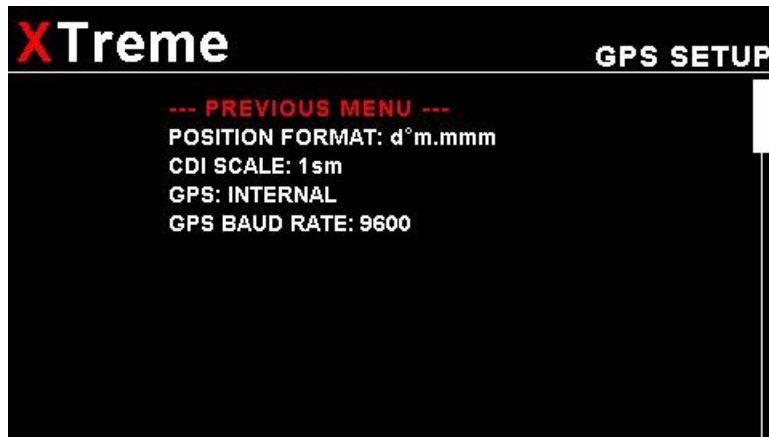 XTreme
GPS SETUP
--- PREVIOUS MENU ---
POSITION FORMAT: d°m.mmm
CDI SCALE: 1sm
GPS: INTERNAL
GPS BAUD RATE: 9600